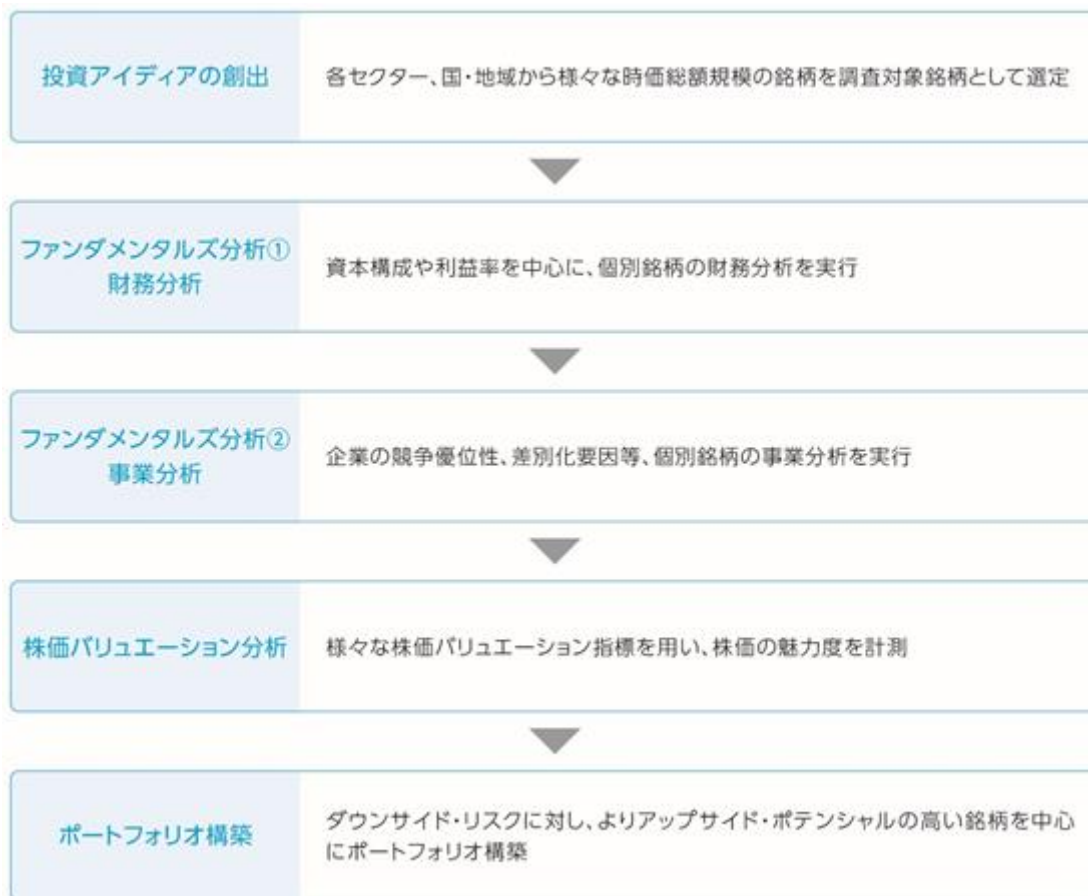 投資アイディアの創出
各セクター、国・地域から様々な時価総額規模の銘柄を調査対象銘柄として選定
ファンダメンタルズ分析①
財務分析
資本構成や利益率を中心に、個別銘柄の財務分析を実行
ファンダメンタルズ分析②
事業分析
企業の競争優位性、差別化要因等、個別銘柄の事業分析を実行
株価バリュエーション分析
様々な株価バリュエーション指標を用い、株価の魅力度を計測
ポートフォリオ構築
ダウンサイド・リスクに対し、よりアップサイド・ポテンシャルの高い銘柄を中心
にポートフォリオ構築